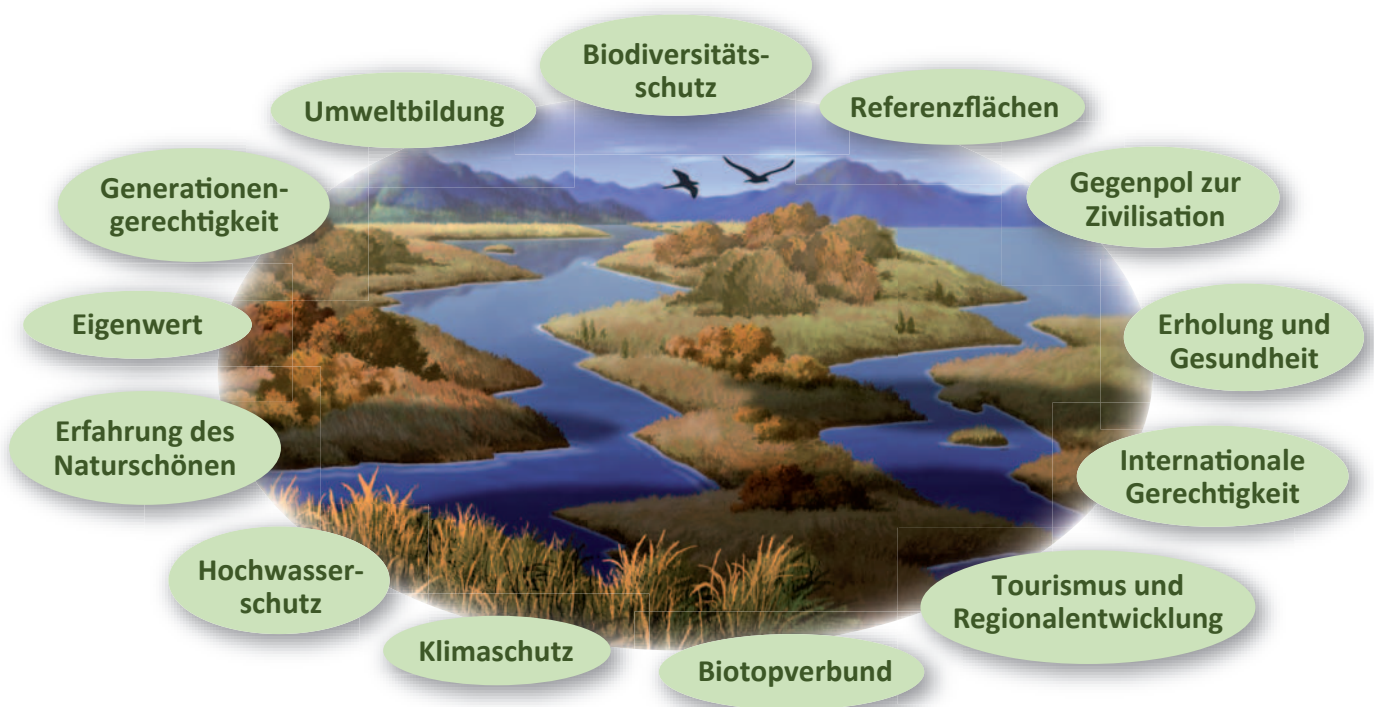 Biodiversitäts-
schutz
Referenzflächen
Gegenpol zur
Zivilisation
Erholung und
Gesundheit
Internationale
Gerechtigkeit
Tourismus und
Regionalentwicklung
Biotopverbund
Klimaschutz
Hochwasser-
schutz
Erfahrung des
Naturschönen
Eigenwert
Generationen-
gerechtigkeit
Umweltbildung